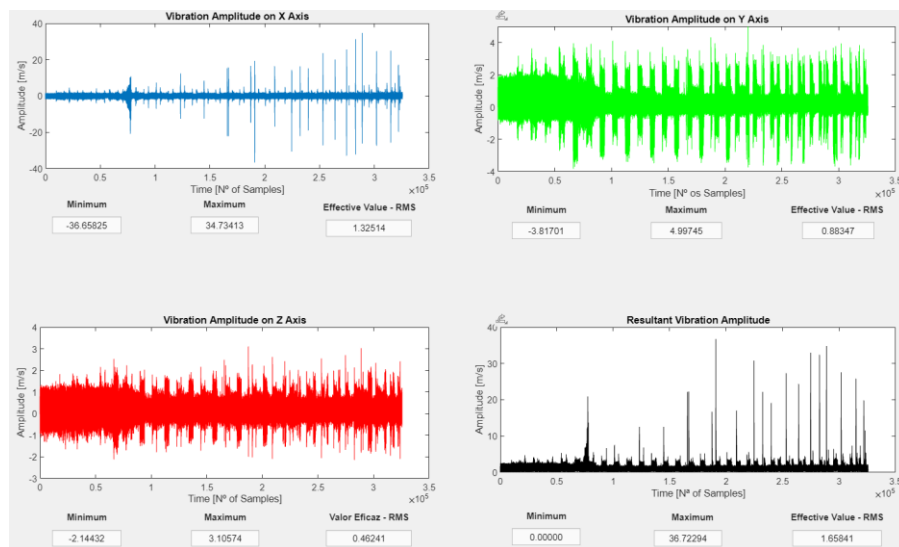 Vibration Amplitude on X Axis
40
20
0
-20
-40
Amplitude [m/s]
0 0.5 1 1.5 2 2.5 3 3.5
×10⁵
Time [Nº of Samples]
Minimum Maximum Effective Value - RMS
-36.65825 34.73413 1.32514
Vibration Amplitude on Y Axis
4
2
0
-2
-4
Amplitude [m/s]
0 0.5 1 1.5 2 2.5 3 3.5
×10⁵
Time [Nº os Samples]
Minimum Maximum Effective Value - RMS
-3.81701 4.99745 0.88347
Vibration Amplitude on Z Axis
4
3
2
1
0
-1
-2
-3
Amplitude [m/s]
0 0.5 1 1.5 2 2.5 3 3.5
×10⁵
Time [Nº of Samples]
Minimum Maximum Valor Eficaz - RMS
-2.14432 3.10574 0.46241
Resultant Vibration Amplitude
40
30
20
10
0
Amplitude [m/s]
0 0.5 1 1.5 2 2.5 3 3.5
×10⁵
Time [Nº of Samples]
Minimum Maximum Effective Value - RMS
0.00000 36.72294 1.65841